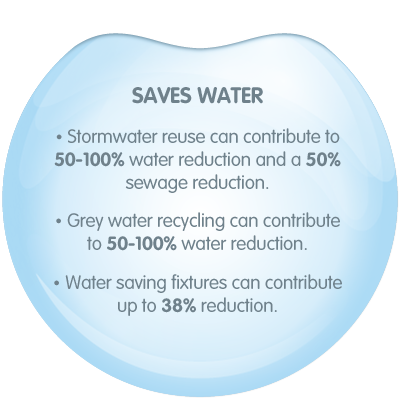 SAVES WATER
• Stormwater reuse can contribute to
50-100% water reduction and a 50%
sewage reduction.
• Grey water recycling can contribute
to 50-100% water reduction.
• Water saving fixtures can contribute
up to 38% reduction.